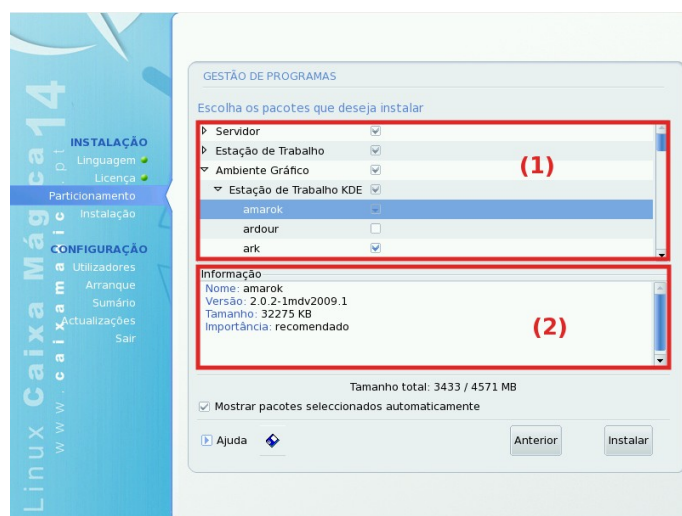 Linux Caixa Mágica 14
www.caixamagica.pt
INSTALAÇÃO
Linguagem
Licença
Particionamento
Instalação
CONFIGURAÇÃO
Utilizadores
Arranque
Sumário
Actualizações
Sair
GESTÃO DE PROGRAMAS
Escolha os pacotes que deseja instalar
Servidor
Estação de Trabalho
Ambiente Gráfico
Estação de Trabalho KDE
amarok
ardour
ark
(1)
Informação
Nome: amarok
Versão: 2.0.2-1mdv2009.1
Tamanho: 32275 KB
Importância: recomendado
(2)
Tamanho total: 3433 / 4571 MB
Mostrar pacotes seleccionados automaticamente
Ajuda
Anterior
Instalar